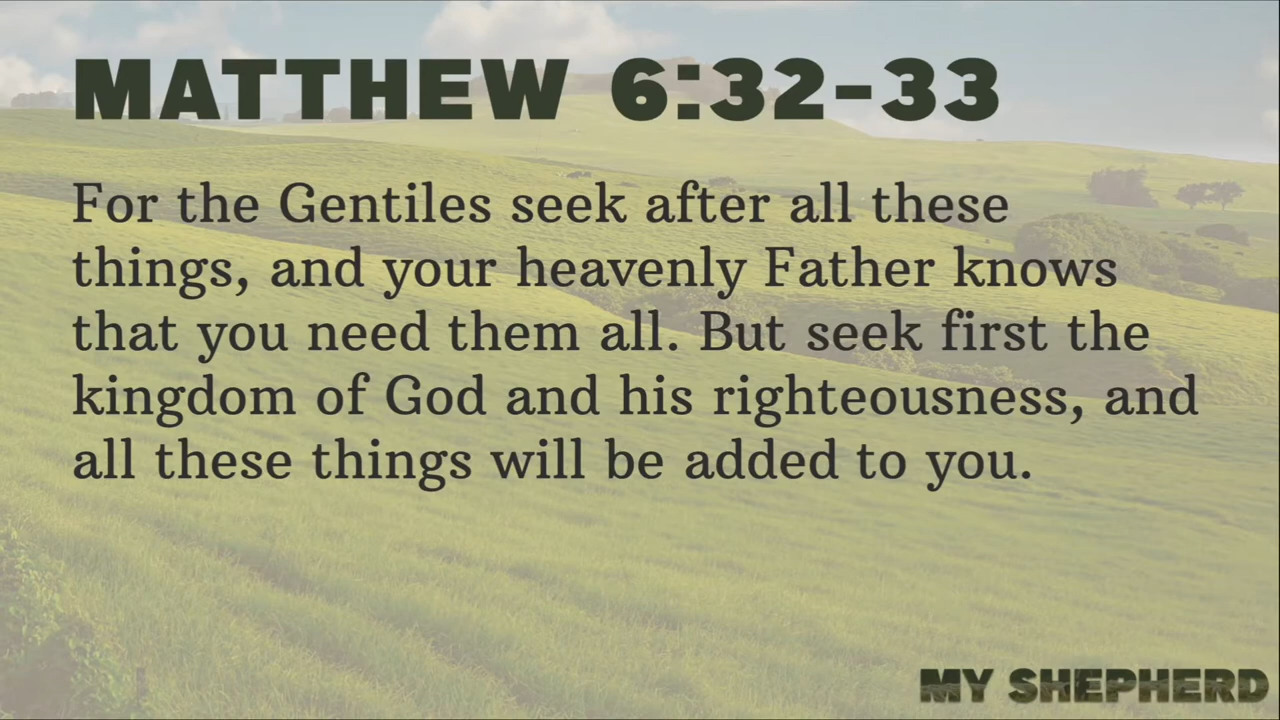 MATTHEW 6:32-33
For the Gentiles seek after all these
things, and your heavenly Father knows
that you need them all. But seek first the
kingdom of God and his righteousness, and
all these things will be added to you.
MY SHEPHERD